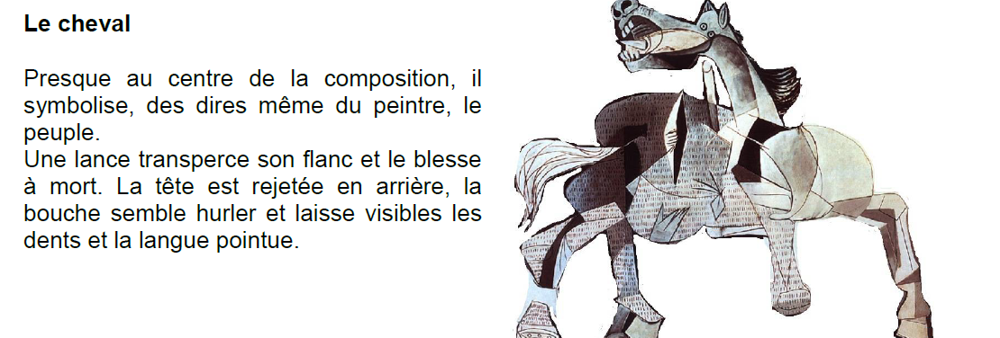 Le cheval
Presque au centre de la composition, il
symbolise, des dires même du peintre, le
peuple.
Une lance transperce son flanc et le blesse
à mort. La tête est rejetée en arrière, la
bouche semble hurler et laisse visibles les
dents et la langue pointue.